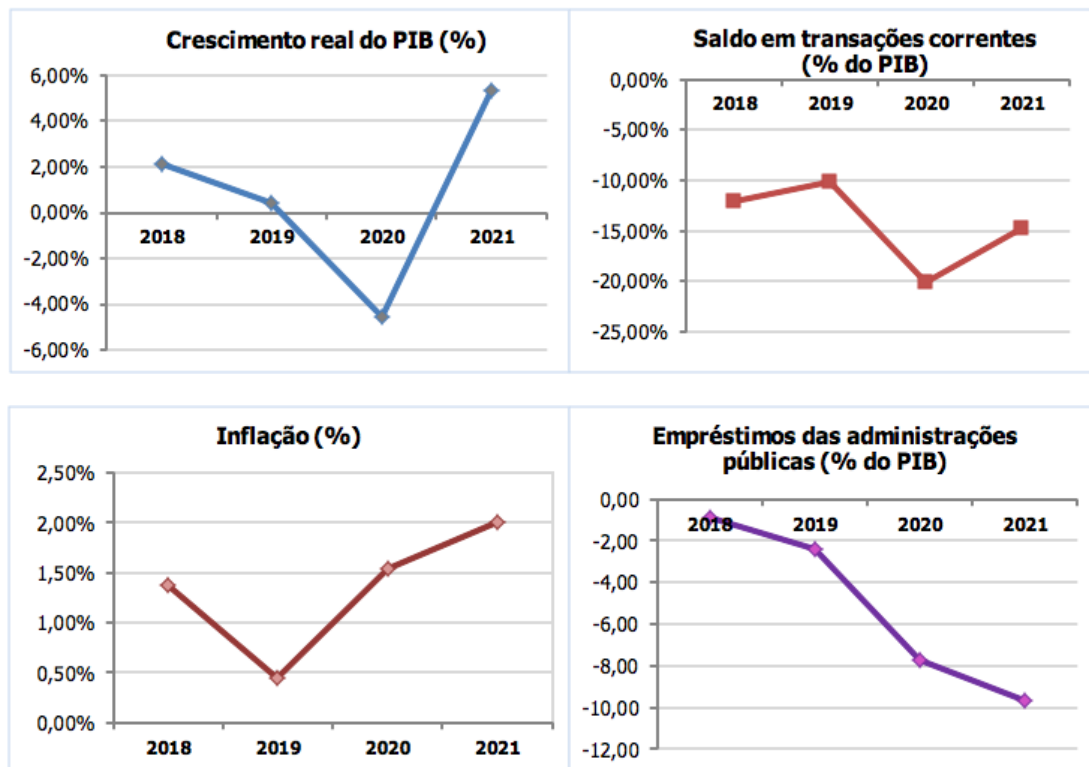 Crescimento real do PIB (%)
6,00%
4,00%
2,00%
0,00%
-2,00%
-4,00%
-6,00%
2018 2019 2020 2021
Saldo em transações correntes
(% do PIB)
0,00%
-5,00%
-10,00%
-15,00%
-20,00%
-25,00%
2018 2019 2020 2021
Inflação (%)
2,50%
2,00%
1,50%
1,00%
0,50%
0,00%
2018 2019 2020 2021
Empréstimos das administrações
públicas (% do PIB)
0,00
-2,00
-4,00
-6,00
-8,00
-10,00
-12,00
2018 2019 2020 2021